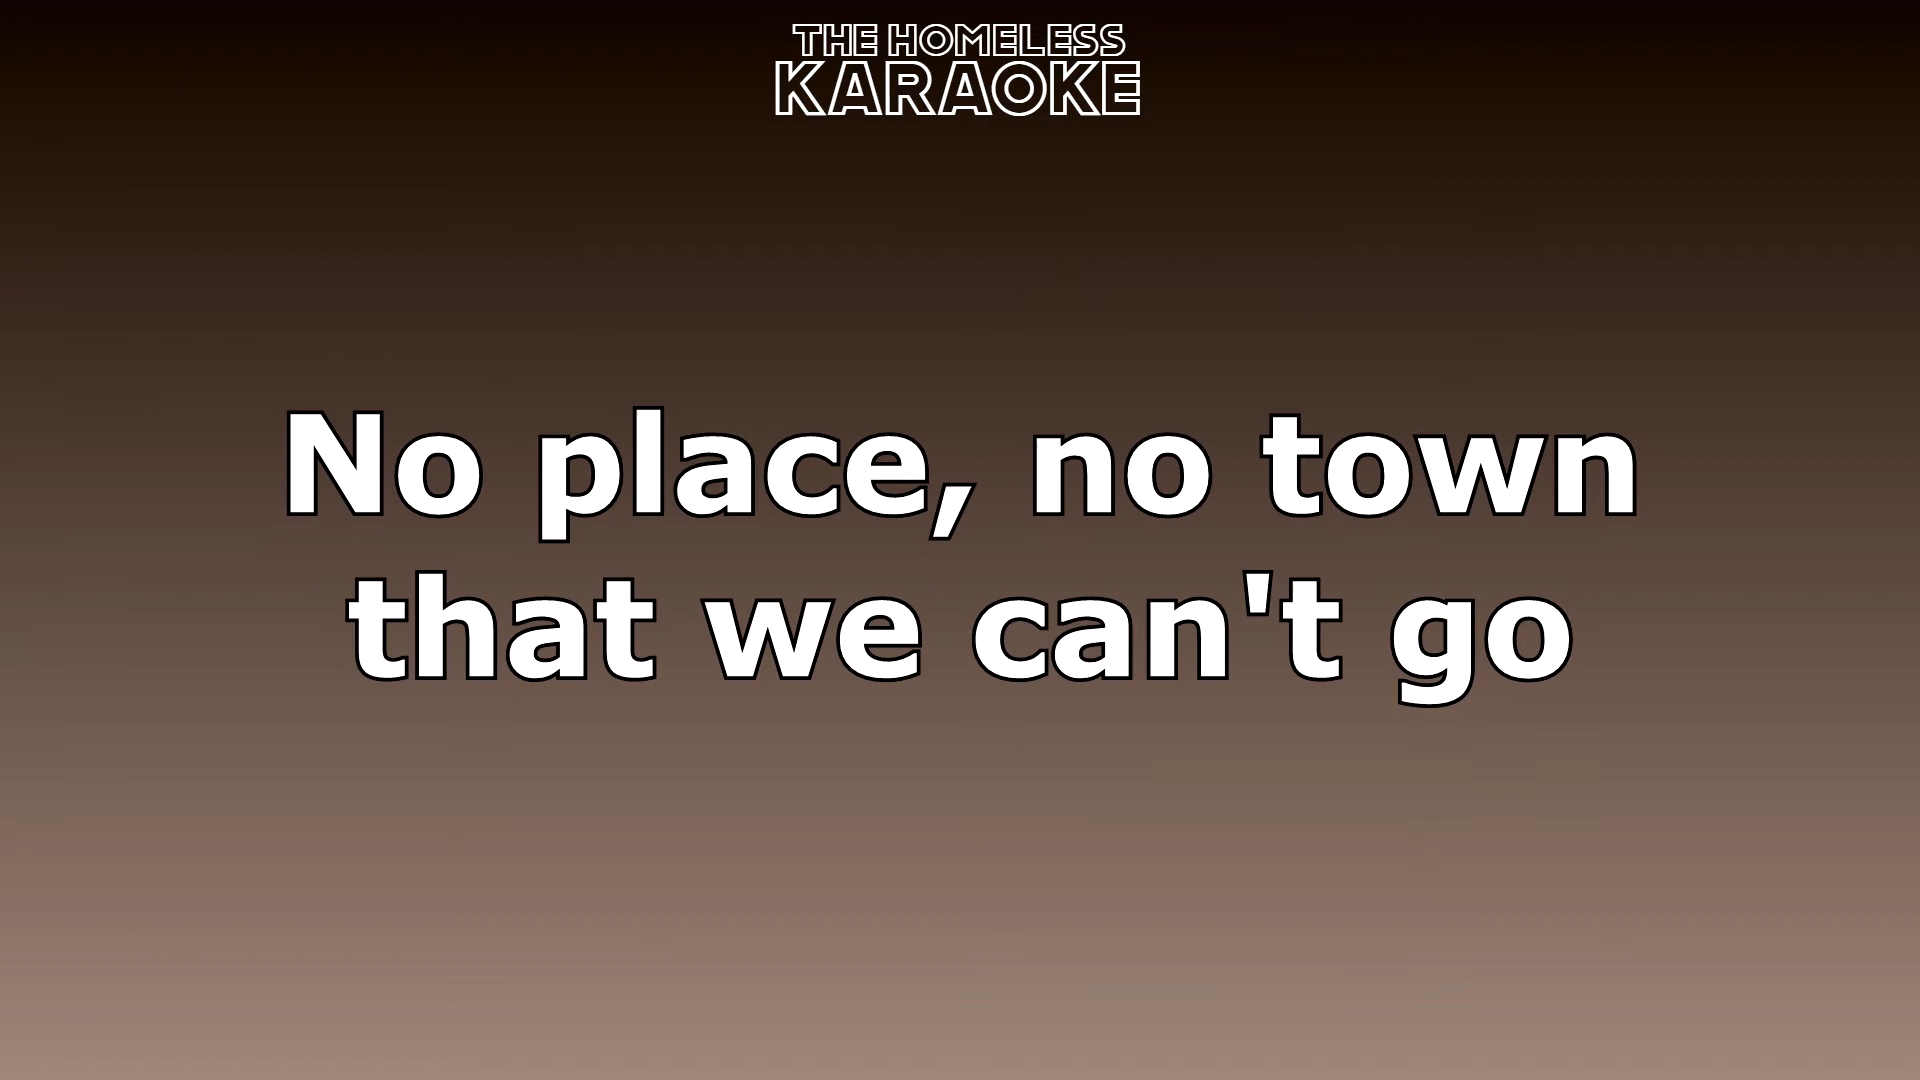 THE HOMELESS
KARAOKE
No place, no town
that we can't go